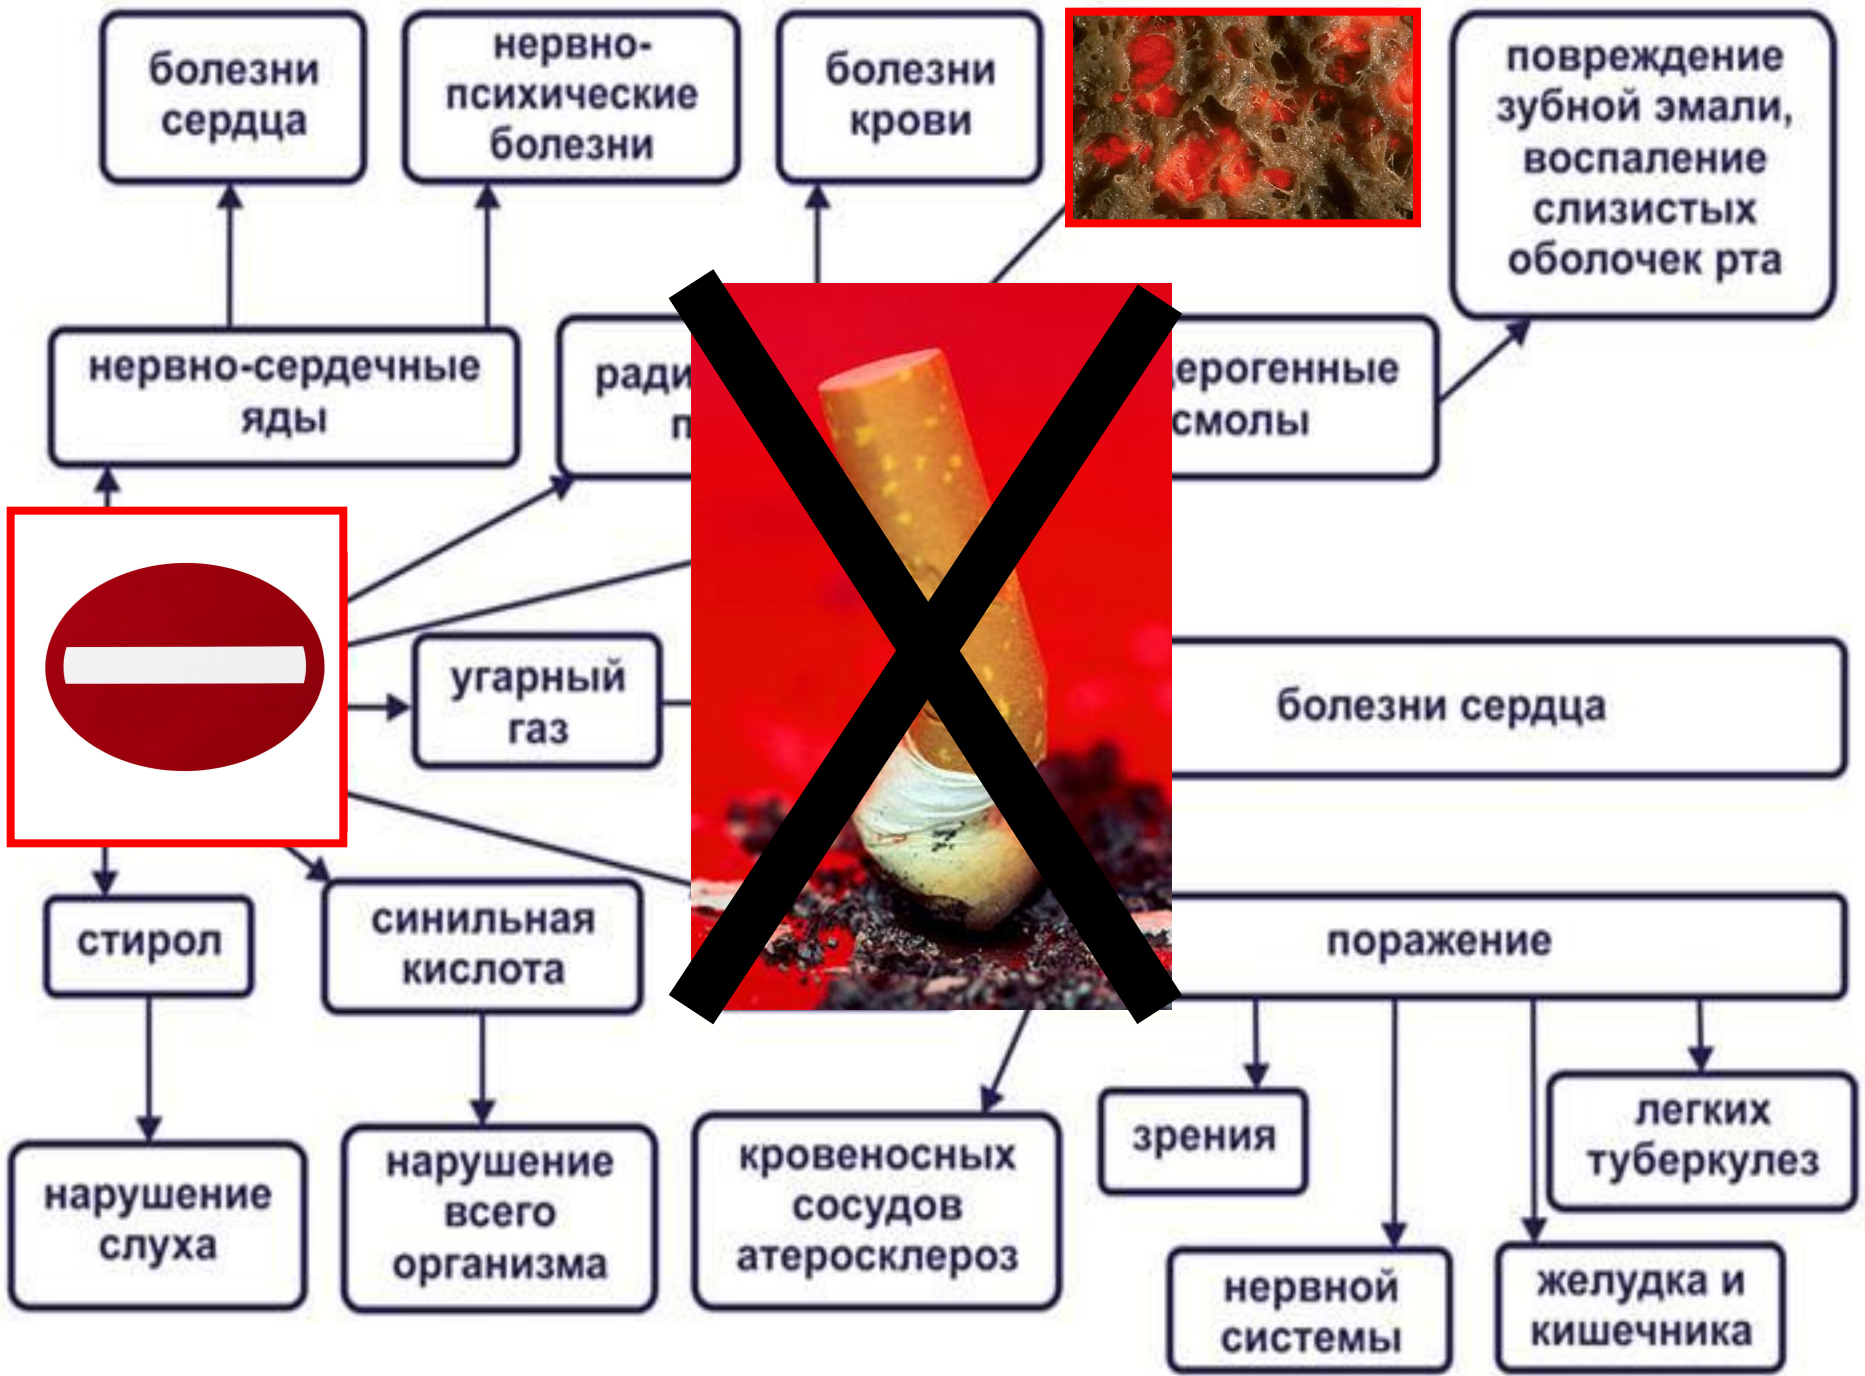 болезни
сердца
нервно-
психические
болезни
болезни
крови
повреждение
зубной эмали,
воспаление
слизистых
оболочек рта
нервно-сердечные
яды
смолы
угарный
газ
болезни сердца
стирол
синильная
кислота
поражение
нарушение
слуха
нарушение
всего
организма
кровеносных
сосудов
атеросклероз
зрения
легких
туберкулез
нервной
системы
желудка и
кишечника